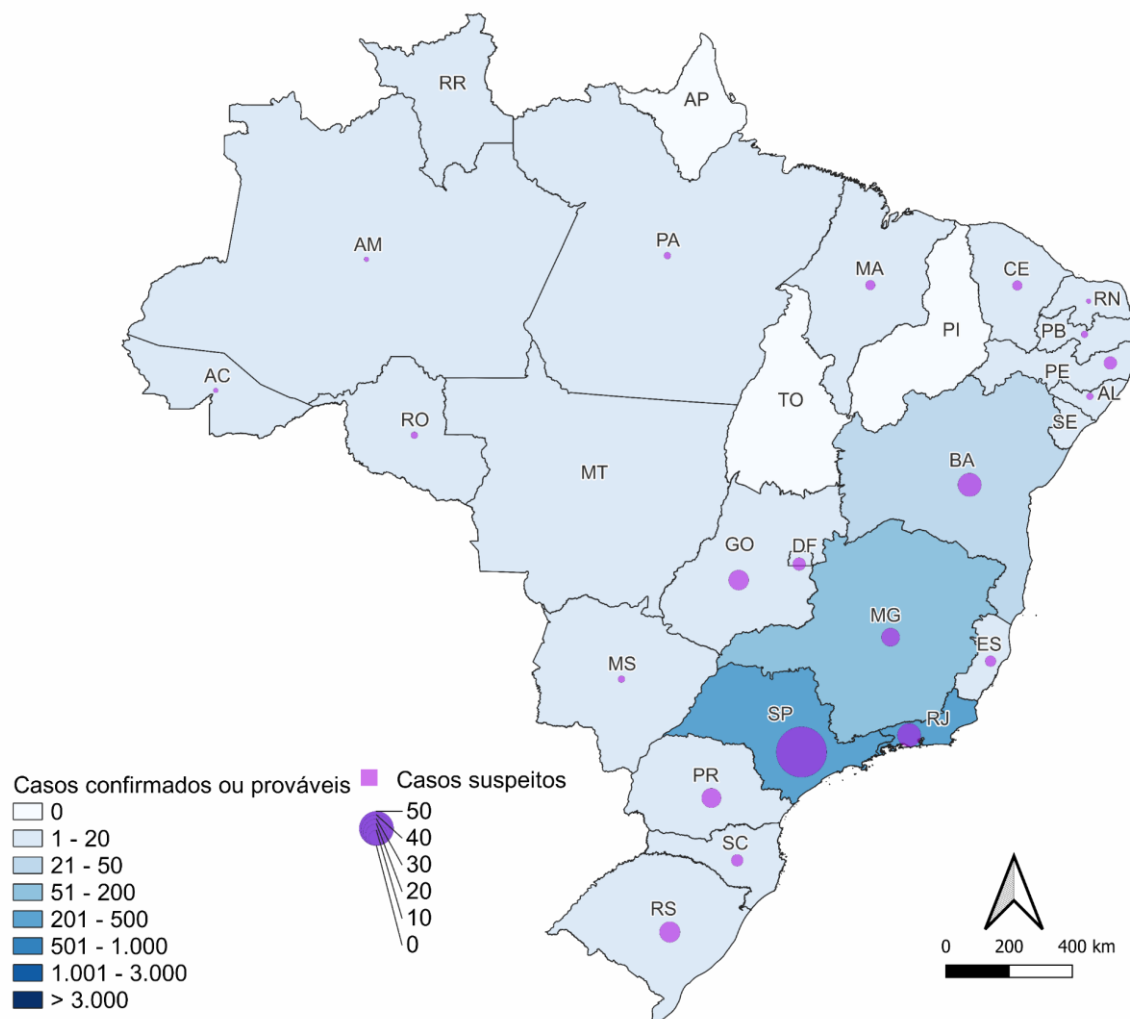 RR
AP
AM
PA
MA
CE
RN
PB
PI
PE
AL
AC
TO
SE
RO
BA
MT
GO
DF
MG
ES
MS
SP
RJ
PR
SC
RS
Casos confirmados ou prováveis
0
1 - 20
21 - 50
51 - 200
201 - 500
501 - 1.000
1.001 - 3.000
> 3.000
Casos suspeitos
50
40
30
20
10
0
0 200 400 km